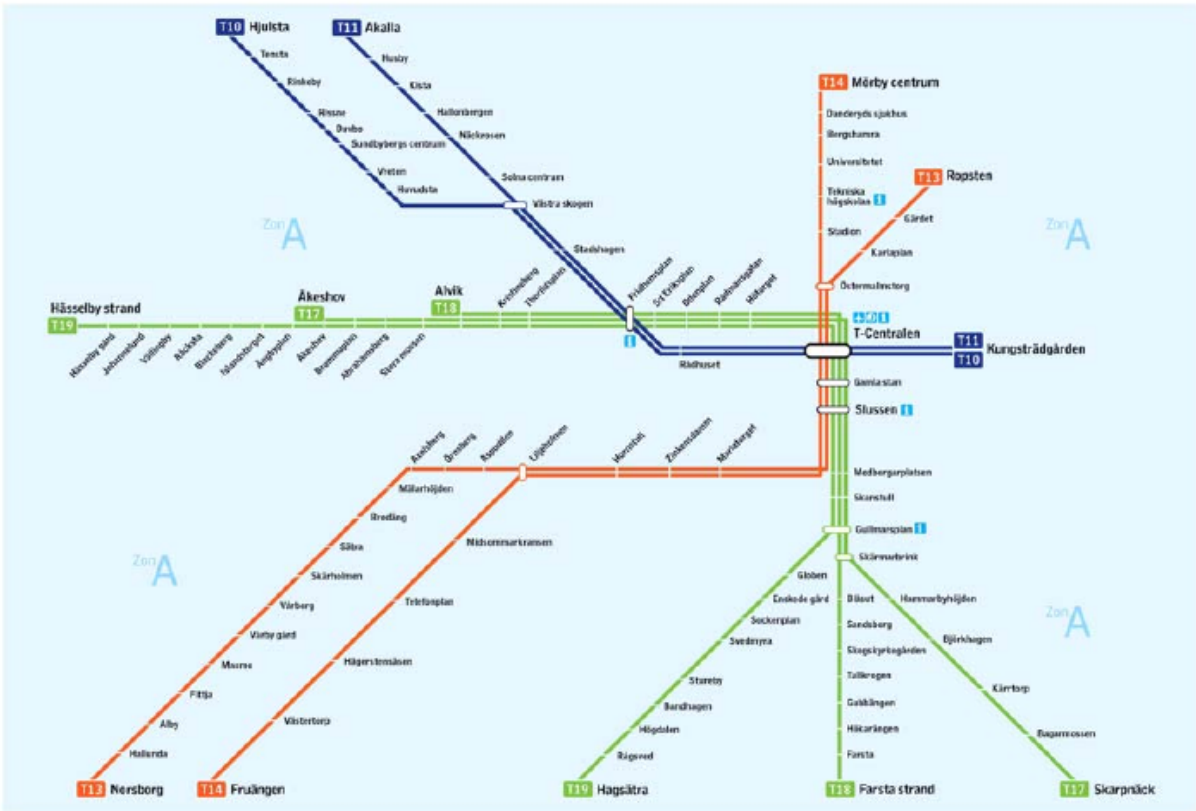 T10 Hjulsta
T11 Akalla
Tensta
Rinkeby
Rissne
Duvbo
Sundbybergs centrum
Vreten
Huvudsta
Husby
Kista
Hallonbergen
Näckrosen
Solna centrum
Västra skogen
Stadshagen
T14 Mörby centrum
Danderyds sjukhus
Bergshamra
Universitetet
Tekniska
högskolan
Stadion
T13 Ropsten
Gärdet
Karlaplan
Östermalmstorg
Zon A
Zon A
Hässelby strand
T19
Åkeshov
T17
Alvik
T18
Kristineberg
Thorildsplan
Fridhemsplan
S:t Eriksplan
Odenplan
Rådmansgatan
Hötorget
Hässelby gård
Johannelund
Vällingby
Råcksta
Blackeberg
Islandstorget
Ängbyplan
Åkeshov
Brommaplan
Abrahamsberg
Stora mossen
Rådhuset
T-Centralen
T11
T10
Kungsträdgården
Gamla stan
Slussen
Axelsberg
Örnsberg
Aspudden
Liljeholmen
Hornstull
Zinkensdamm
Mariatorget
Medborgarplatsen
Skanstull
Gullmarsplan
Skärmarbrink
Mälarhöjden
Bredäng
Sätra
Skärholmen
Vårberg
Vårby gård
Masmo
Fittja
Alby
Hallunda
T13 Norsborg
Midsommarkransen
Telefonplan
Hägerstensåsen
Västertorp
T14 Fruängen
Zon A
Globen
Enskede gård
Sockenplan
Svedmyra
Stureby
Bandhagen
Högdalen
Rågsved
T19 Hagsätra
Blåsut
Sandsborg
Skogskyrkogården
Tallkrogen
Gubbängen
Hökarängen
Farsta
T18 Farsta strand
Hammarbyhöjden
Björkhagen
Kärrtorp
Bagarmossen
T17 Skarpnäck
Zon A